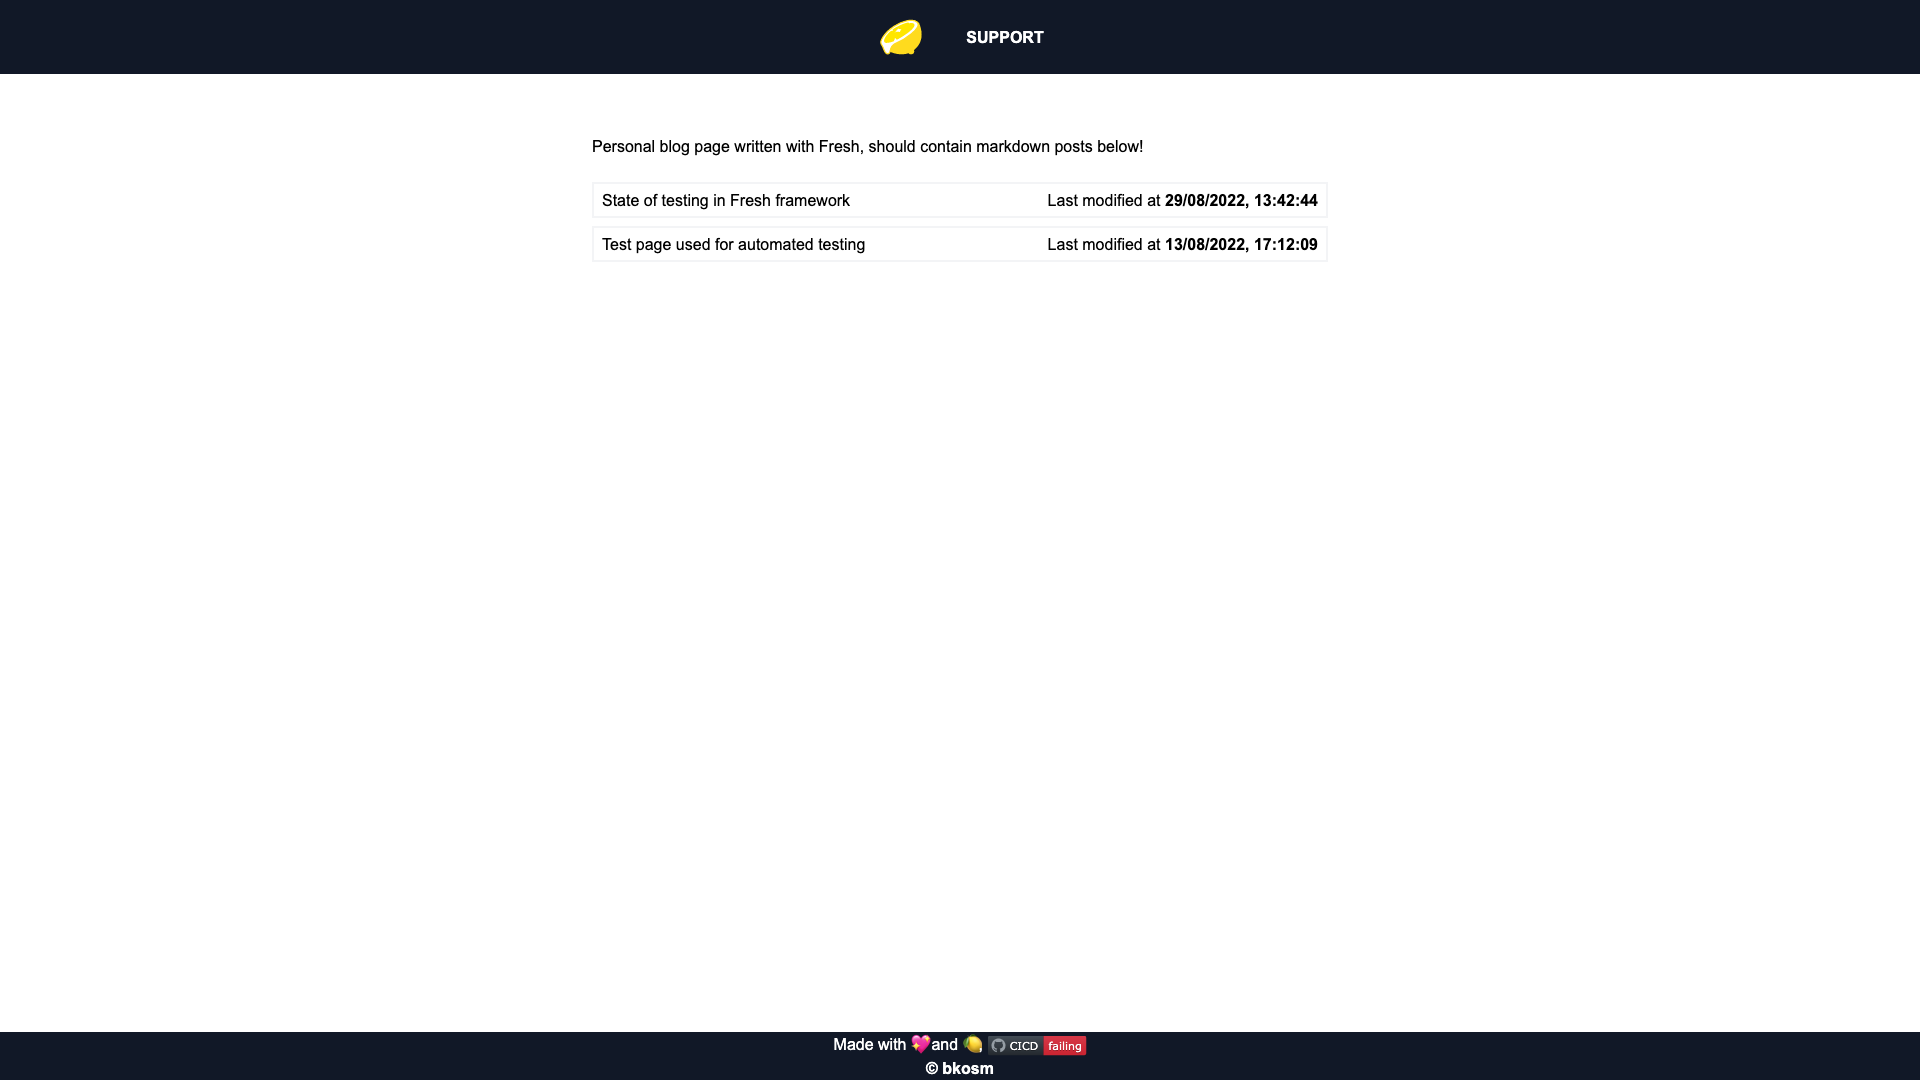 SUPPORT
Personal blog page written with Fresh, should contain markdown posts below!
State of testing in Fresh framework Last modified at 29/08/2022, 13:42:44
Test page used for automated testing Last modified at 13/08/2022, 17:12:09
Made with 💖and 🍋 CICD failing
© bkosm